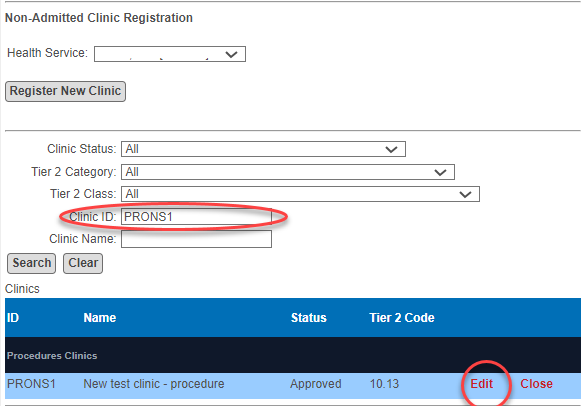 Non-Admitted Clinic Registration
Health Service:
Register New Clinic
Clinic Status: All
Tier 2 Category: All
Tier 2 Class: All
Clinic ID: PRONS1
Clinic Name:
Search Clear
Clinics
ID Name Status Tier 2 Code
Procedures Clinics
PRONS1 New test clinic - procedure Approved 10.13 Edit Close